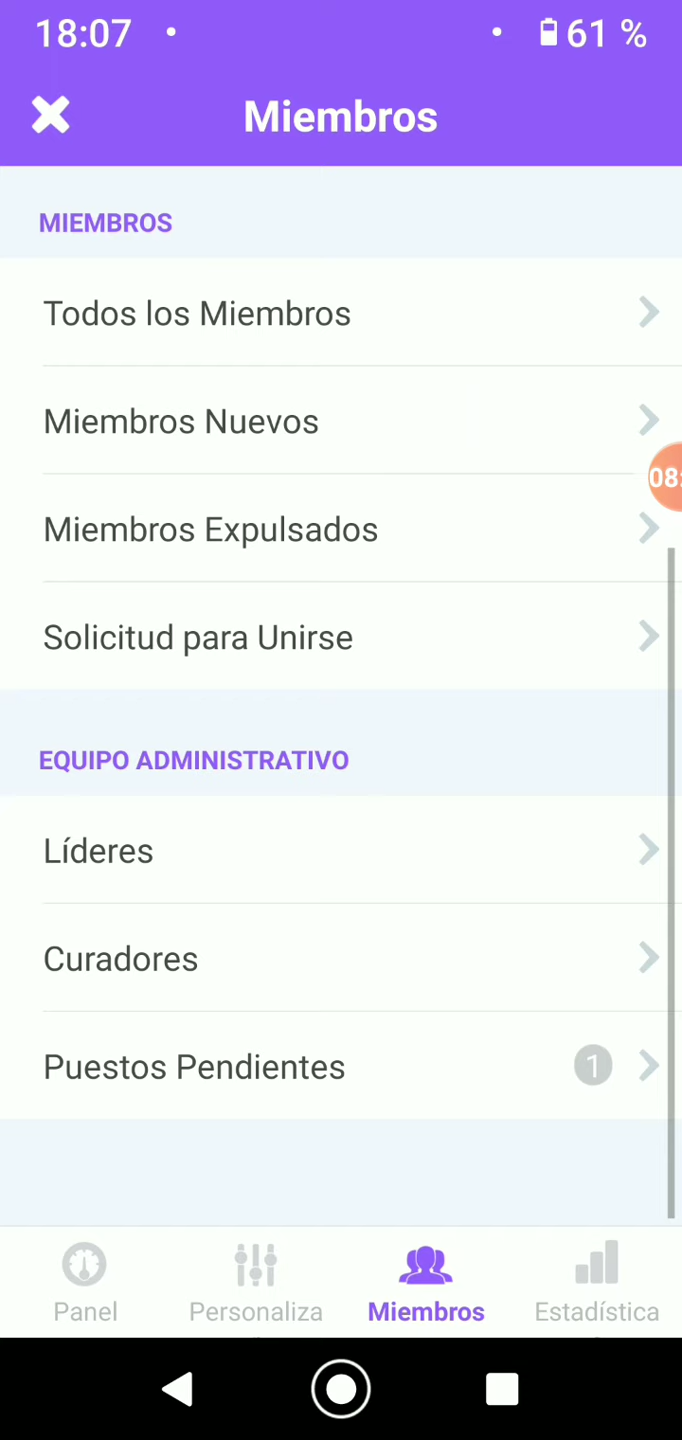 18:07
61 %
Miembros
MIEMBROS
Todos los Miembros
Miembros Nuevos
08:
Miembros Expulsados
Solicitud para Unirse
EQUIPO ADMINISTRATIVO
Líderes
Curadores
Puestos Pendientes 1
Panel Personaliza Miembros Estadística